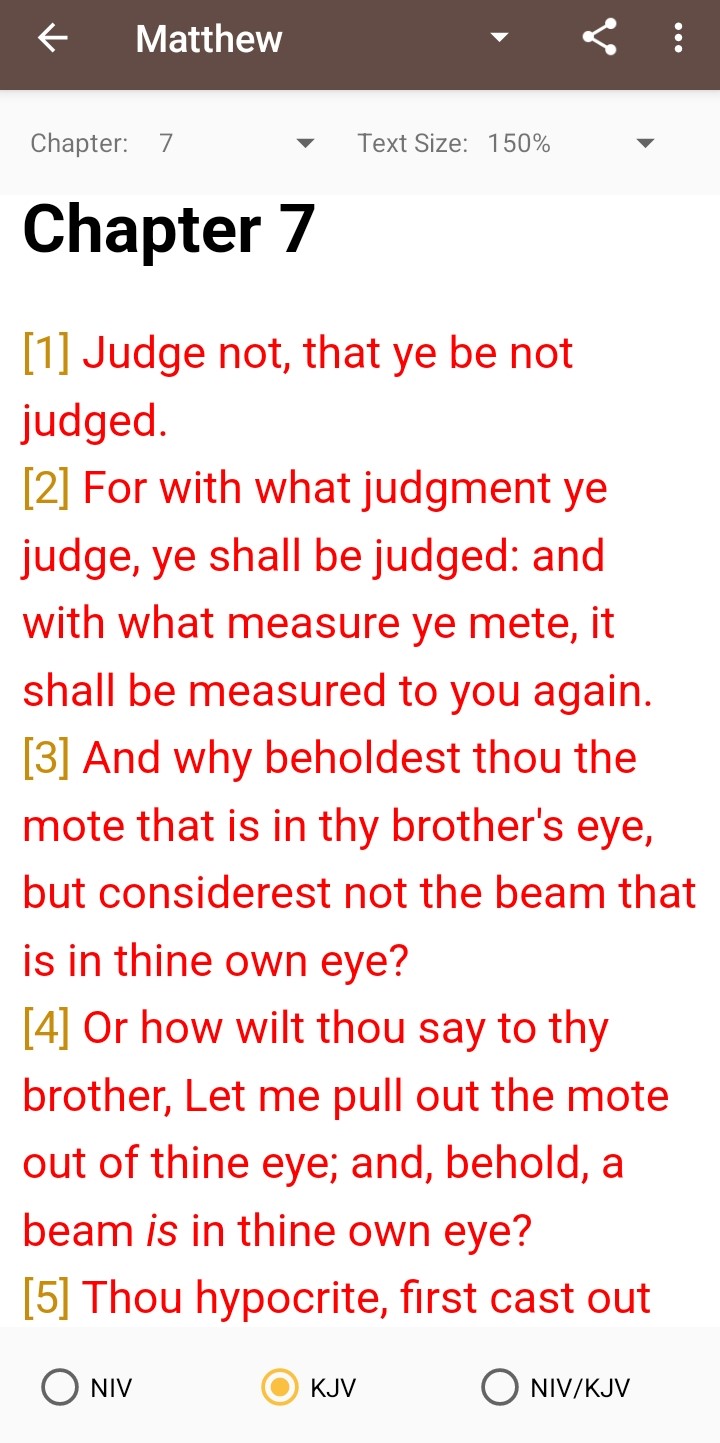 Matthew
Chapter: 7 Text Size: 150%
Chapter 7
[1] Judge not, that ye be not
judged.
[2] For with what judgment ye
judge, ye shall be judged: and
with what measure ye mete, it
shall be measured to you again.
[3] And why beholdest thou the
mote that is in thy brother's eye,
but considerest not the beam that
is in thine own eye?
[4] Or how wilt thou say to thy
brother, Let me pull out the mote
out of thine eye; and, behold, a
beam is in thine own eye?
[5] Thou hypocrite, first cast out
NIV KJV NIV/KJV